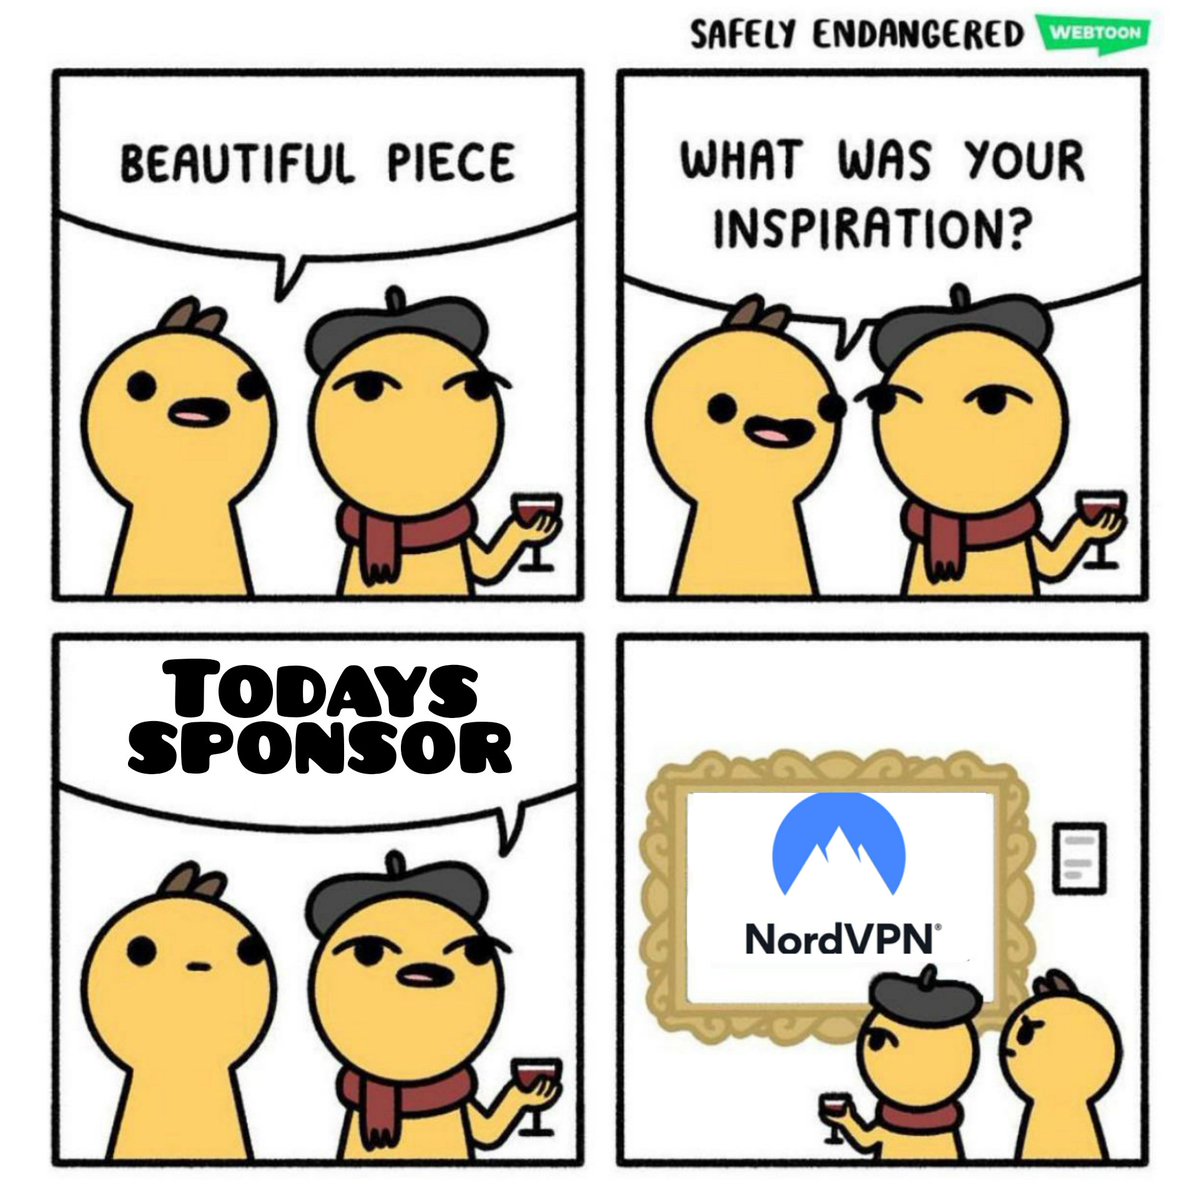 SAFELY ENDANGERED WEBTOON
BEAUTIFUL PIECE
WHAT WAS YOUR
INSPIRATION?
TODAYS
SPONSOR
NordVPN®